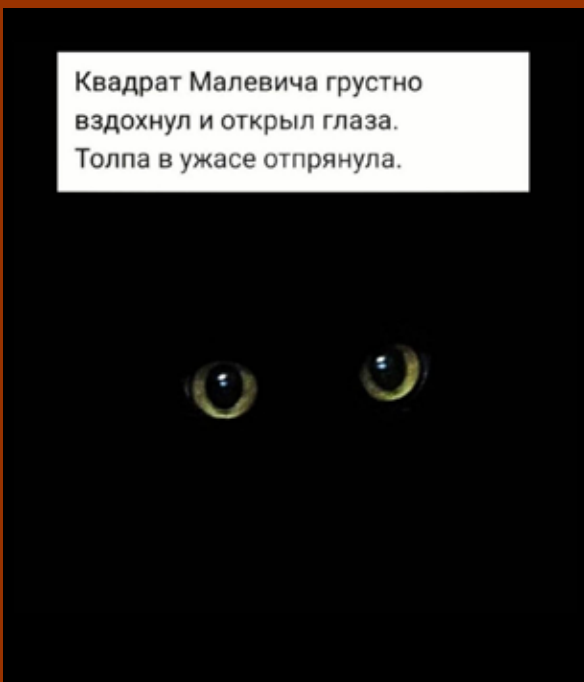 Квадрат Малевича грустно
вздохнул и открыл глаза.
Толпа в ужасе отпрянула.